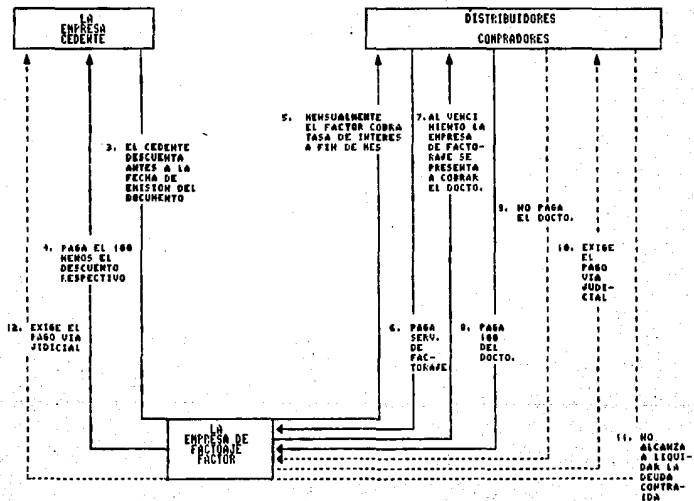 LA
EMPRESA
CEDENTE
DISTRIBUIDORES
COMPRADORES
3. EL CEDENTE
DESCUENTA
ANTES A LA
FECHA DE
EMISION DEL
DOCUMENTO
4. PAGA EL 100
MENOS EL
DESCUENTO
RESPECTIVO
12. EXIGE EL
PAGO VIA
JIDICIAL
5. MENSUALMENTE
EL FACTOR COBRA
TASA DE INTERES
A FIN DE MES
7. AL VENCI
MIENTO LA
EMPRESA
DE FACTO-
RAJE SE
PRESENTA
A COBRAR
EL DOCTO.
9. NO PAGA
EL DOCTO.
10. EXIGE
EL
PAGO
VIA
JUDI-
CIAL
6. PAGA
SERV.
DE
FAC-
TORAJE
8. PAGA
100
DEL
DOCTO.
LA
EMPRESA DE
FACTOAJE
FACTOR
11. NO
ALCANZA
A LIQUI-
DAR LA
DEUDA
CONTRA-
IDA